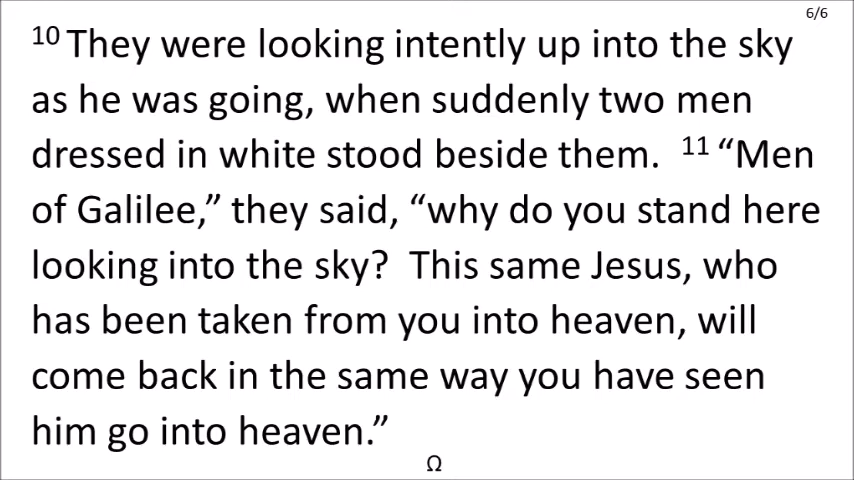 6/6
10 They were looking intently up into the sky
as he was going, when suddenly two men
dressed in white stood beside them. 11 “Men
of Galilee,” they said, “why do you stand here
looking into the sky? This same Jesus, who
has been taken from you into heaven, will
come back in the same way you have seen
him go into heaven.”
Ω